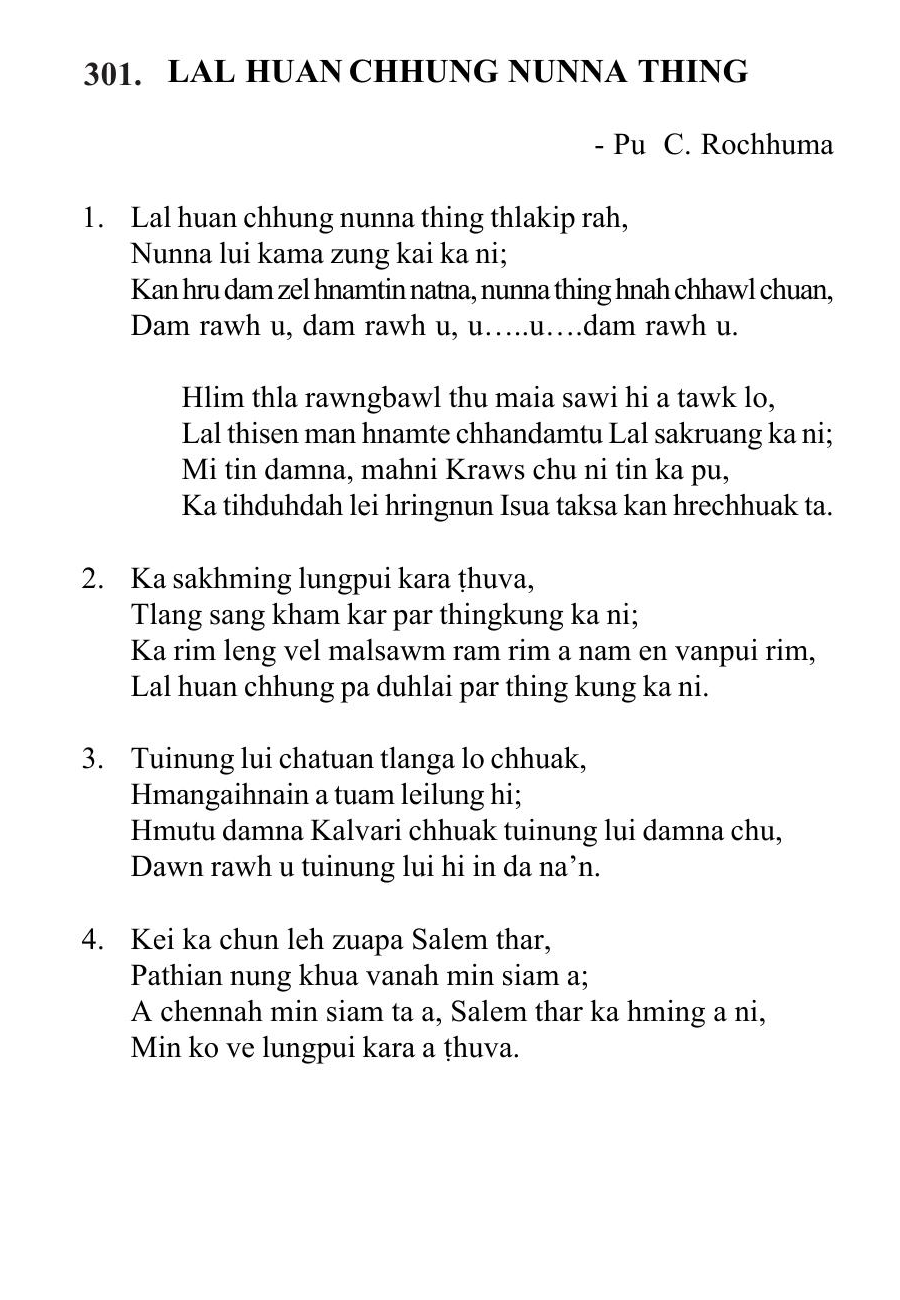 301. LAL HUAN CHHUNG NUNNA THING
- Pu C. Rochhuma
1. Lal huan chhung nunna thing thlakip rah,
Nunna lui kama zung kai ka ni;
Kan hru dam zel hnamtin natna, nunna thing hnah chhawl chuan,
Dam rawh u, dam rawh u, u…..u….dam rawh u.
Hlim thla rawngbawl thu maia sawi hi a tawk lo,
Lal thisen man hnamte chhandamtu Lal sakruang ka ni;
Mi tin damna, mahni Kraws chu ni tin ka pu,
Ka tihduhdah lei hringnun Isua taksa kan hrechhuak ta.
2. Ka sakhming lungpui kara ṭhuva,
Tlang sang kham kar par thingkung ka ni;
Ka rim leng vel malsawm ram rim a nam en vanpui rim,
Lal huan chhung pa duhlai par thing kung ka ni.
3. Tuinung lui chatuan tlanga lo chhuak,
Hmangaihnain a tuam leilung hi;
Hmutu damna Kalvari chhuak tuinung lui damna chu,
Dawn rawh u tuinung lui hi in da na’n.
4. Kei ka chun leh zuapa Salem thar,
Pathian nung khua vanah min siam a;
A chennah min siam ta a, Salem thar ka hming a ni,
Min ko ve lungpui kara a ṭhuva.